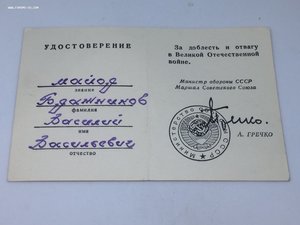 УДОСТОВЕРЕНИЕ
майор
звание
фамилия
Василий
имя
Васильевич
отчество
За доблесть и отвагу
в Великой Отечественной
войне.
Министр обороны СССР
Маршал Советского Союза
А. ГРЕЧКО